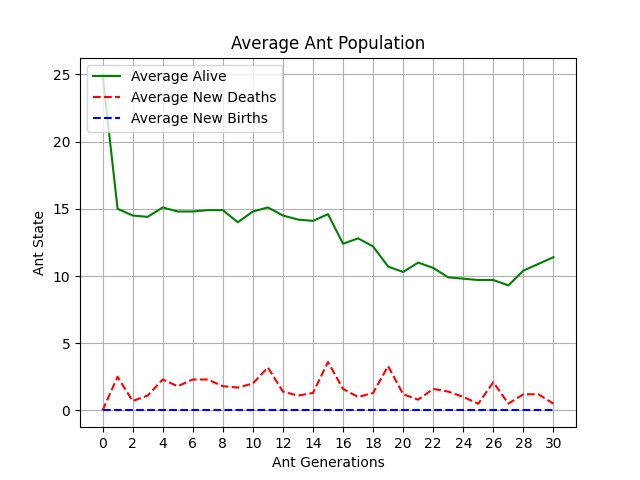 Average Ant Population
Average Alive
Average New Deaths
Average New Births
25
20
15
10
5
0
Ant State
0 2 4 6 8 10 12 14 16 18 20 22 24 26 28 30
Ant Generations